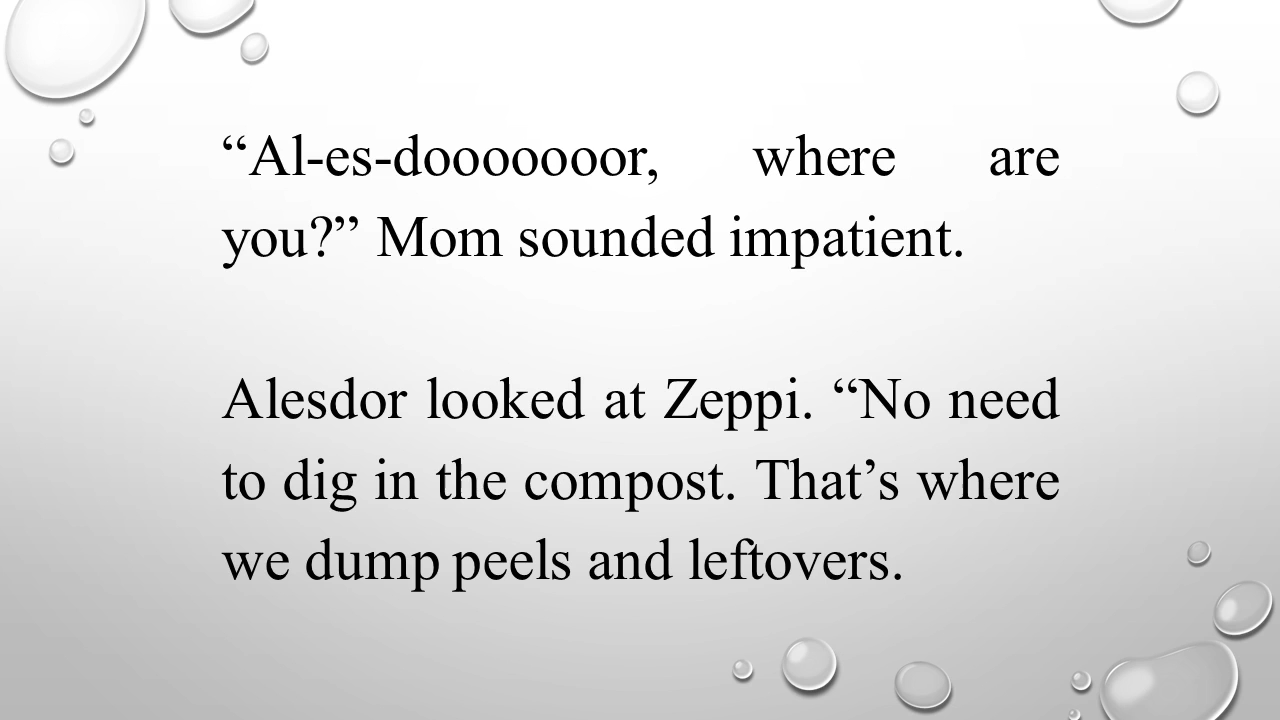 “Al-es-dooooooor, where are
you?” Mom sounded impatient.
Alesdor looked at Zeppi. “No need
to dig in the compost. That’s where
we dump peels and leftovers.